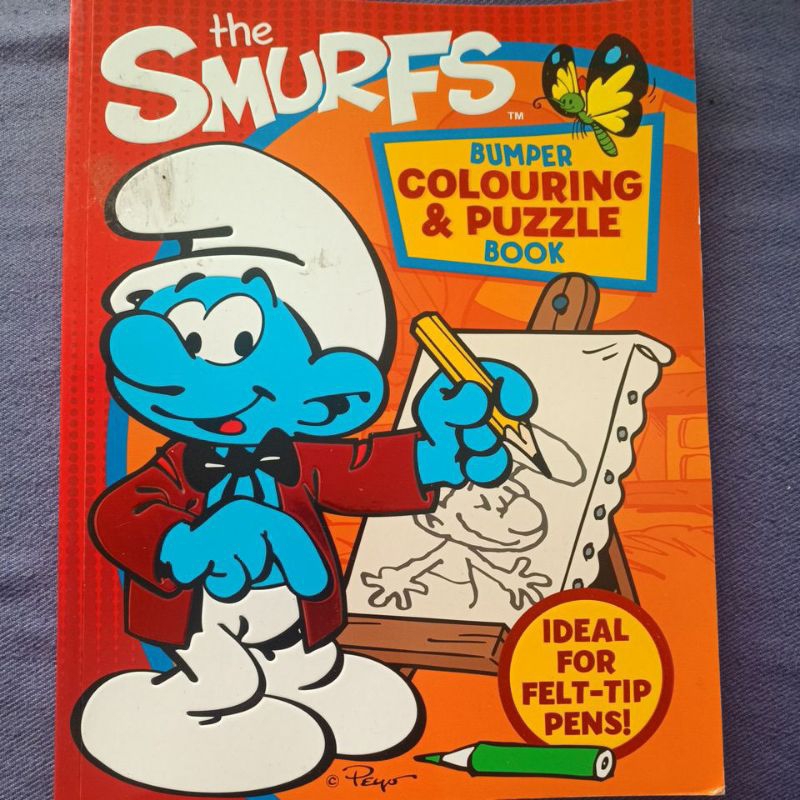 the
SMURFS
TM
BUMPER
COLOURING
& PUZZLE
BOOK
IDEAL
FOR
FELT-TIP
PENS!
© Peyo